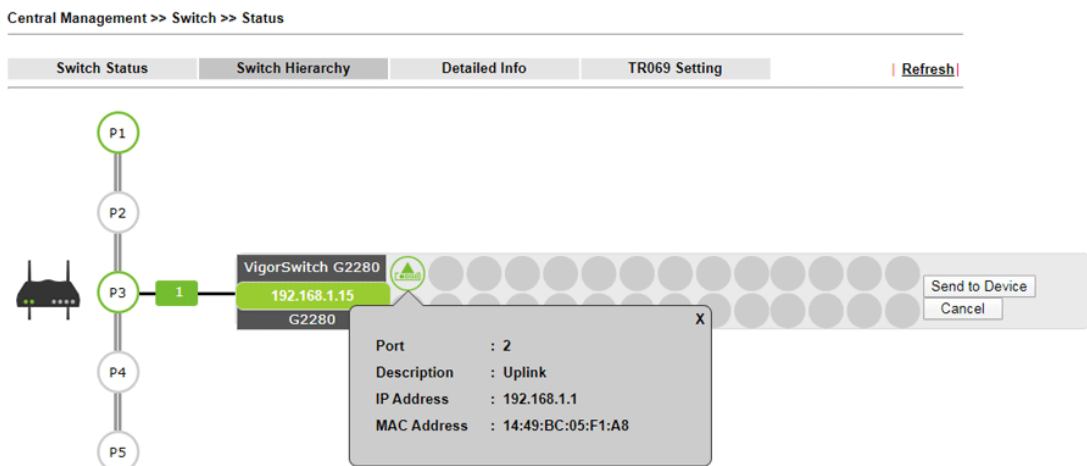 Central Management >> Switch >> Status
Switch Status Switch Hierarchy Detailed Info TR069 Setting | Refresh |
P1
P2
P3
1
VigorSwitch G2280
192.168.1.15
G2280
Send to Device
Cancel
X
Port : 2
Description : Uplink
IP Address : 192.168.1.1
MAC Address : 14:49:BC:05:F1:A8
P4
P5